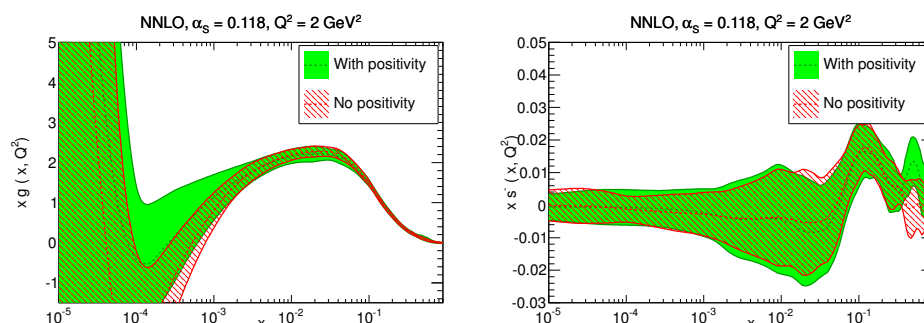 NNLO, αS = 0.118, Q² = 2 GeV²
x g ( x, Q²)
5
4
3
2
1
0
-1
With positivity
No positivity
10⁻⁵ 10⁻⁴ 10⁻³ 10⁻² 10⁻¹
x
NNLO, αS = 0.118, Q² = 2 GeV²
x s⁻ ( x, Q²)
0.05
0.04
0.03
0.02
0.01
0
-0.01
-0.02
-0.03
With positivity
No positivity
10⁻⁵ 10⁻⁴ 10⁻³ 10⁻² 10⁻¹
x